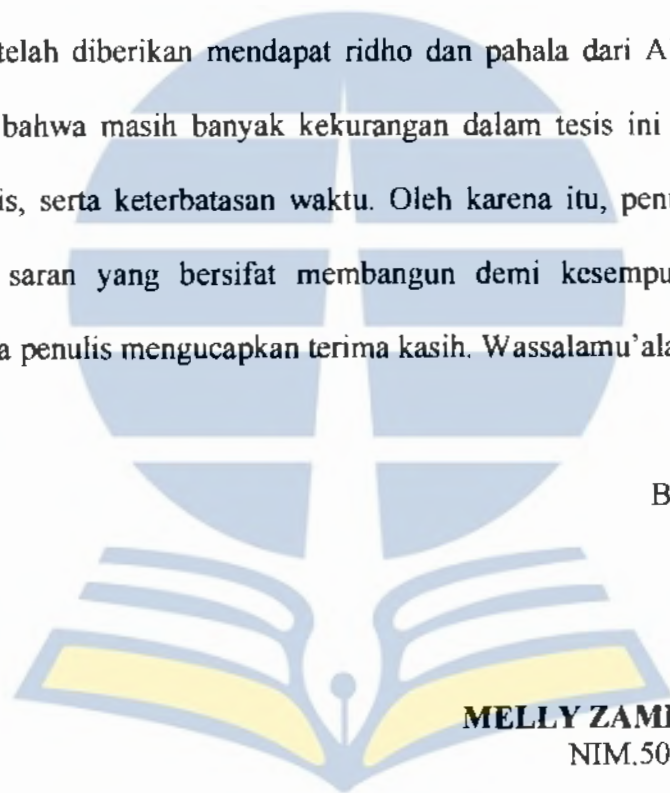 telah diberikan mendapat ridho dan pahala dari A
bahwa masih banyak kekurangan dalam tesis ini
is, serta keterbatasan waktu. Oleh karena itu, pen
saran yang bersifat membangun demi kesempu
a penulis mengucapkan terima kasih. Wassalamu'ala
B
MELLY ZAMI
NIM.50